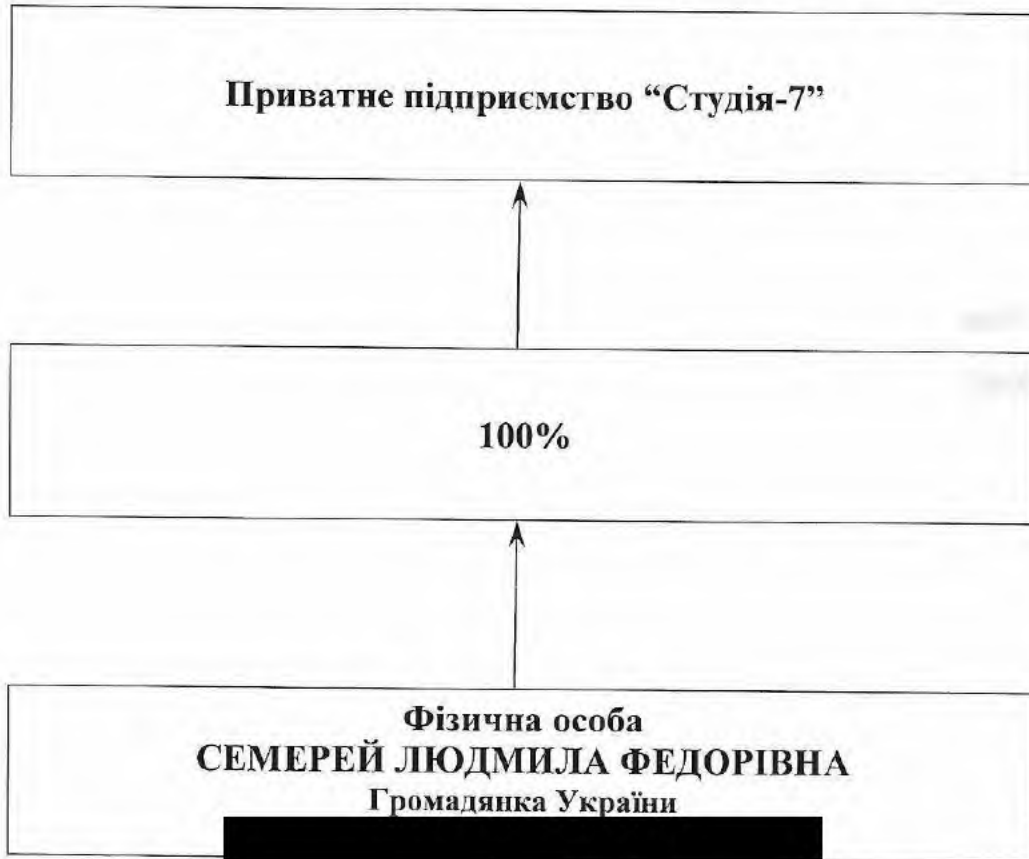 Приватне підприємство “Студія-7”
100%
Фізична особа
СЕМЕРЕЙ ЛЮДМИЛА ФЕДОРІВНА
Громадянка України